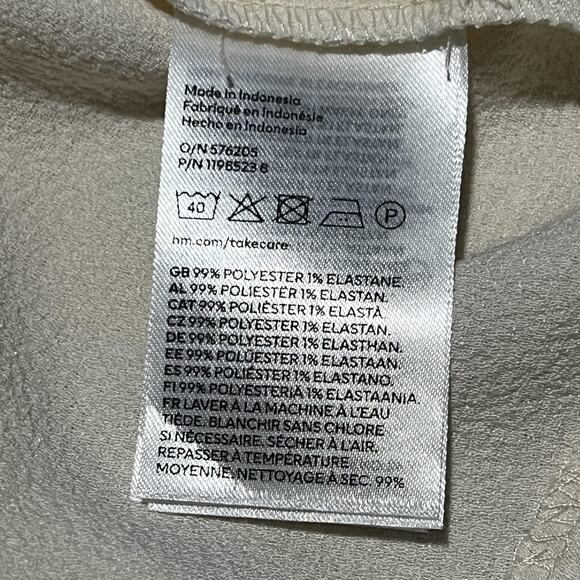 Made in Indonesia
Fabriqué en Indonésie
Hecho en Indonesia
O/N 576205
P/N 1198523 8
40
P
hm.com/takecare
GB 99% POLYESTER 1% ELASTANE.
AL 99% POLIESTER 1% ELASTAN.
CAT 99% POLIÈSTER 1% ELASTÀ.
CZ 99% POLYESTER 1% ELASTAN.
DE 99% POLYESTER 1% ELASTHAN.
EE 99% POLÜESTER 1% ELASTAAN.
ES 99% POLIÉSTER 1% ELASTANO.
FI 99% POLYESTERIA 1% ELASTAANIA.
FR LAVER À LA MACHINE À L'EAU
TIÈDE. BLANCHIR SANS CHLORE
SI NÉCESSAIRE. SÉCHER À L'AIR.
REPASSER À TEMPÉRATURE
MOYENNE. NETTOYAGE À SEC. 99%